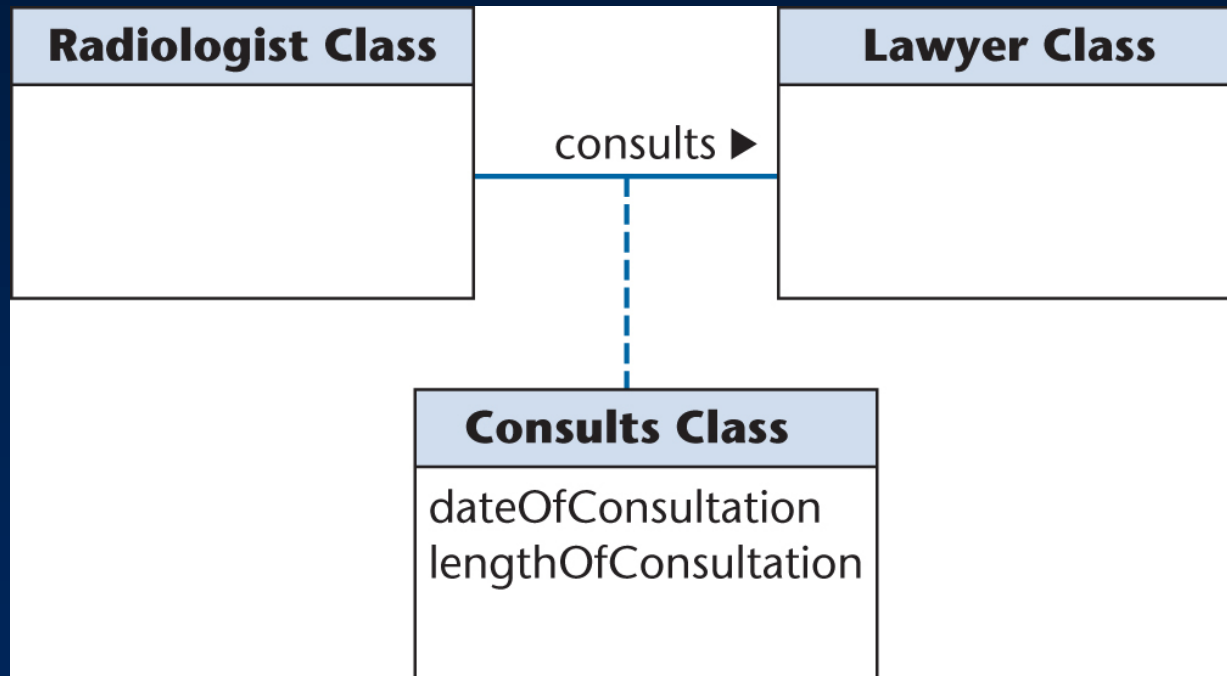 Radiologist Class
Lawyer Class
consults ▶
Consults Class
dateOfConsultation
lengthOfConsultation